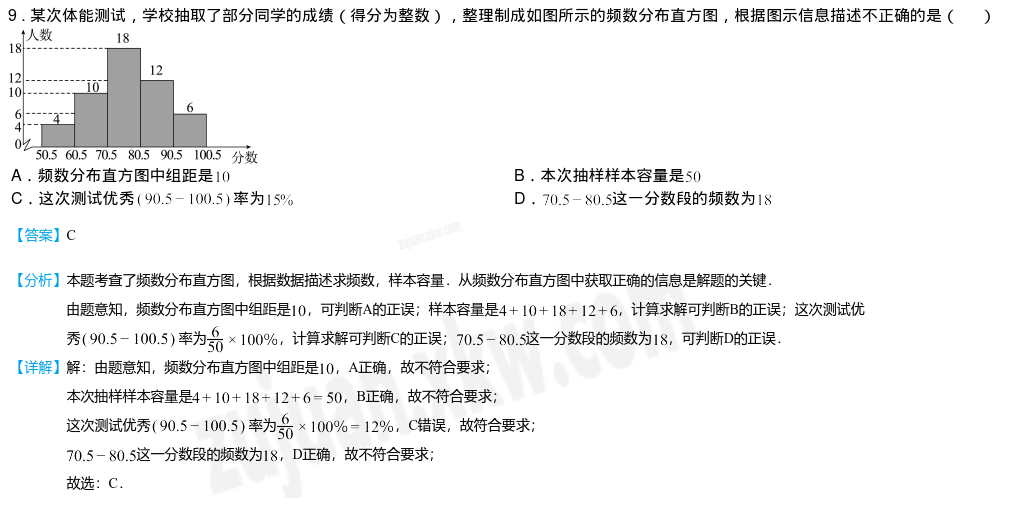 9．某次体能测试，学校抽取了部分同学的成绩（得分为整数），整理制成如图所示的频数分布直方图，根据图示信息描述不正确的是（　　）
人数
18
18
12
12
10
10
6
6
4
4
0
50.5 60.5 70.5 80.5 90.5 100.5 分数
A．频数分布直方图中组距是10
B．本次抽样样本容量是50
C．这次测试优秀(90.5－100.5)率为15%
D．70.5－80.5这一分数段的频数为18
【答案】C
【分析】本题考查了频数分布直方图，根据数据描述求频数，样本容量．从频数分布直方图中获取正确的信息是解题的关键．
由题意知，频数分布直方图中组距是10，可判断A的正误；样本容量是4+10+18+12+6，计算求解可判断B的正误；这次测试优
秀(90.5－100.5)率为6/50×100%，计算求解可判断C的正误；70.5－80.5这一分数段的频数为18，可判断D的正误．
【详解】解：由题意知，频数分布直方图中组距是10，A正确，故不符合要求；
本次抽样样本容量是4+10+18+12+6=50，B正确，故不符合要求；
这次测试优秀(90.5－100.5)率为6/50×100%=12%，C错误，故符合要求；
70.5－80.5这一分数段的频数为18，D正确，故不符合要求；
故选：C．
zujuan.xkw.com
zujuan.xkw.com